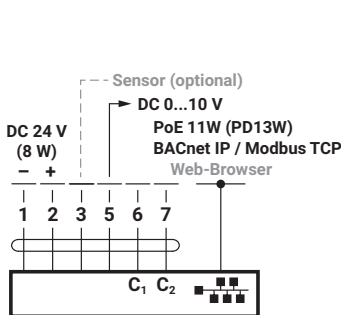 Sensor (optional)
DC 0...10 V
DC 24 V
(8 W)
PoE 11W (PD13W)
BACnet IP / Modbus TCP
Web-Browser
– +
1 2 3 5 6 7
C₁ C₂